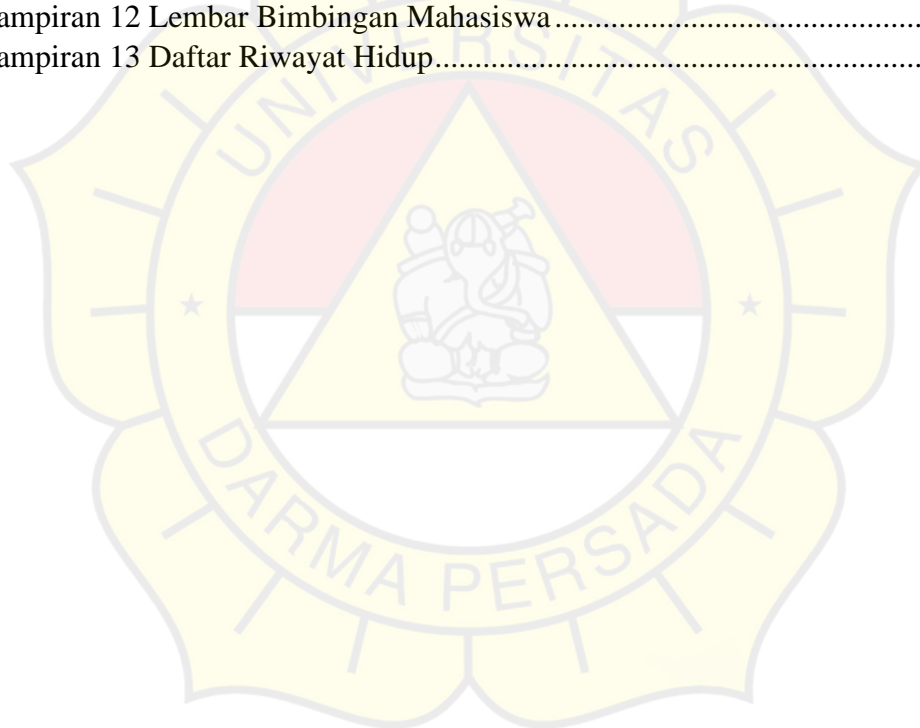 ampiran 12 Lembar Bimbingan Mahasiswa........................................................
ampiran 13 Daftar Riwayat Hidup.............................................................................
UNIVERSITAS
DARMA PERSADA